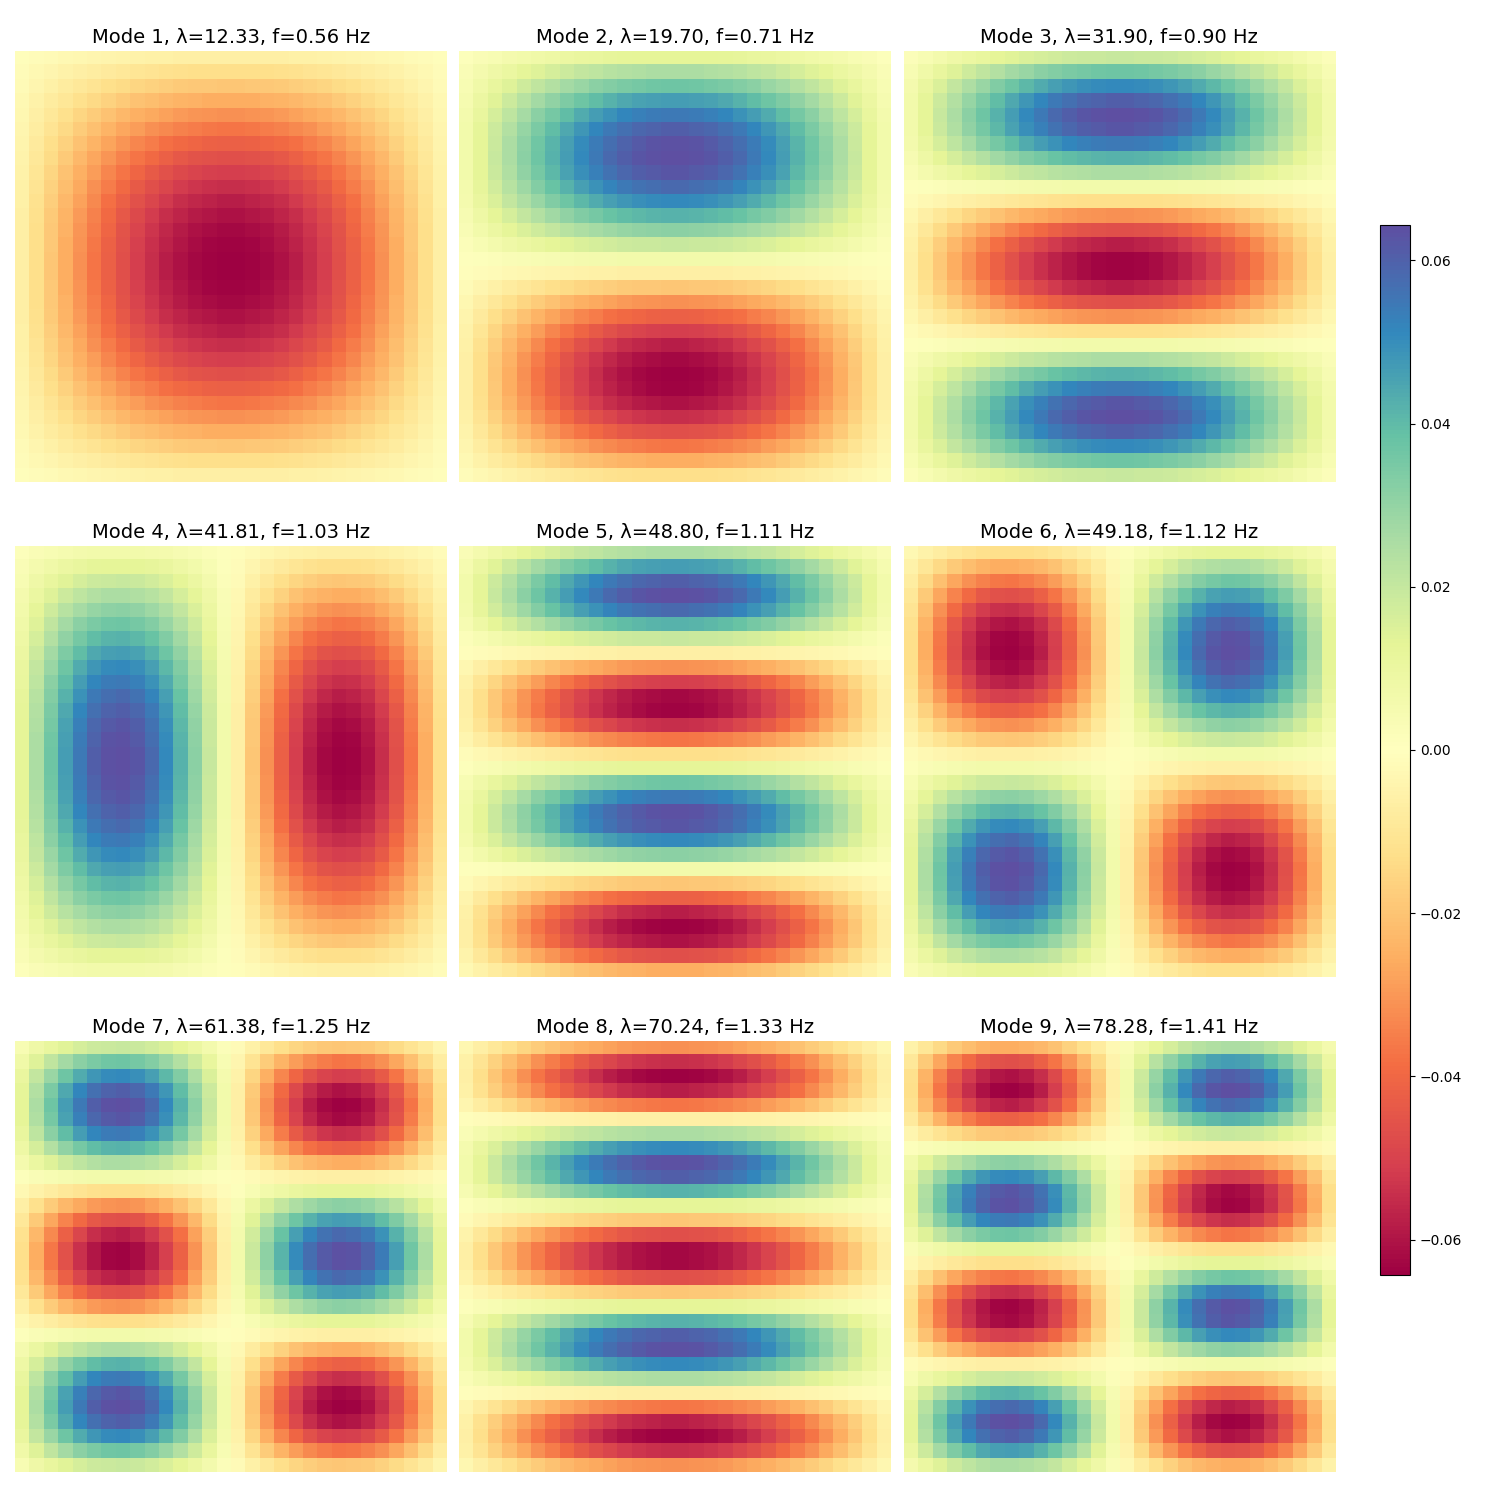 Mode 1, λ=12.33, f=0.56 Hz
Mode 2, λ=19.70, f=0.71 Hz
Mode 3, λ=31.90, f=0.90 Hz
Mode 4, λ=41.81, f=1.03 Hz
Mode 5, λ=48.80, f=1.11 Hz
Mode 6, λ=49.18, f=1.12 Hz
Mode 7, λ=61.38, f=1.25 Hz
Mode 8, λ=70.24, f=1.33 Hz
Mode 9, λ=78.28, f=1.41 Hz
0.06
0.04
0.02
0.00
−0.02
−0.04
−0.06